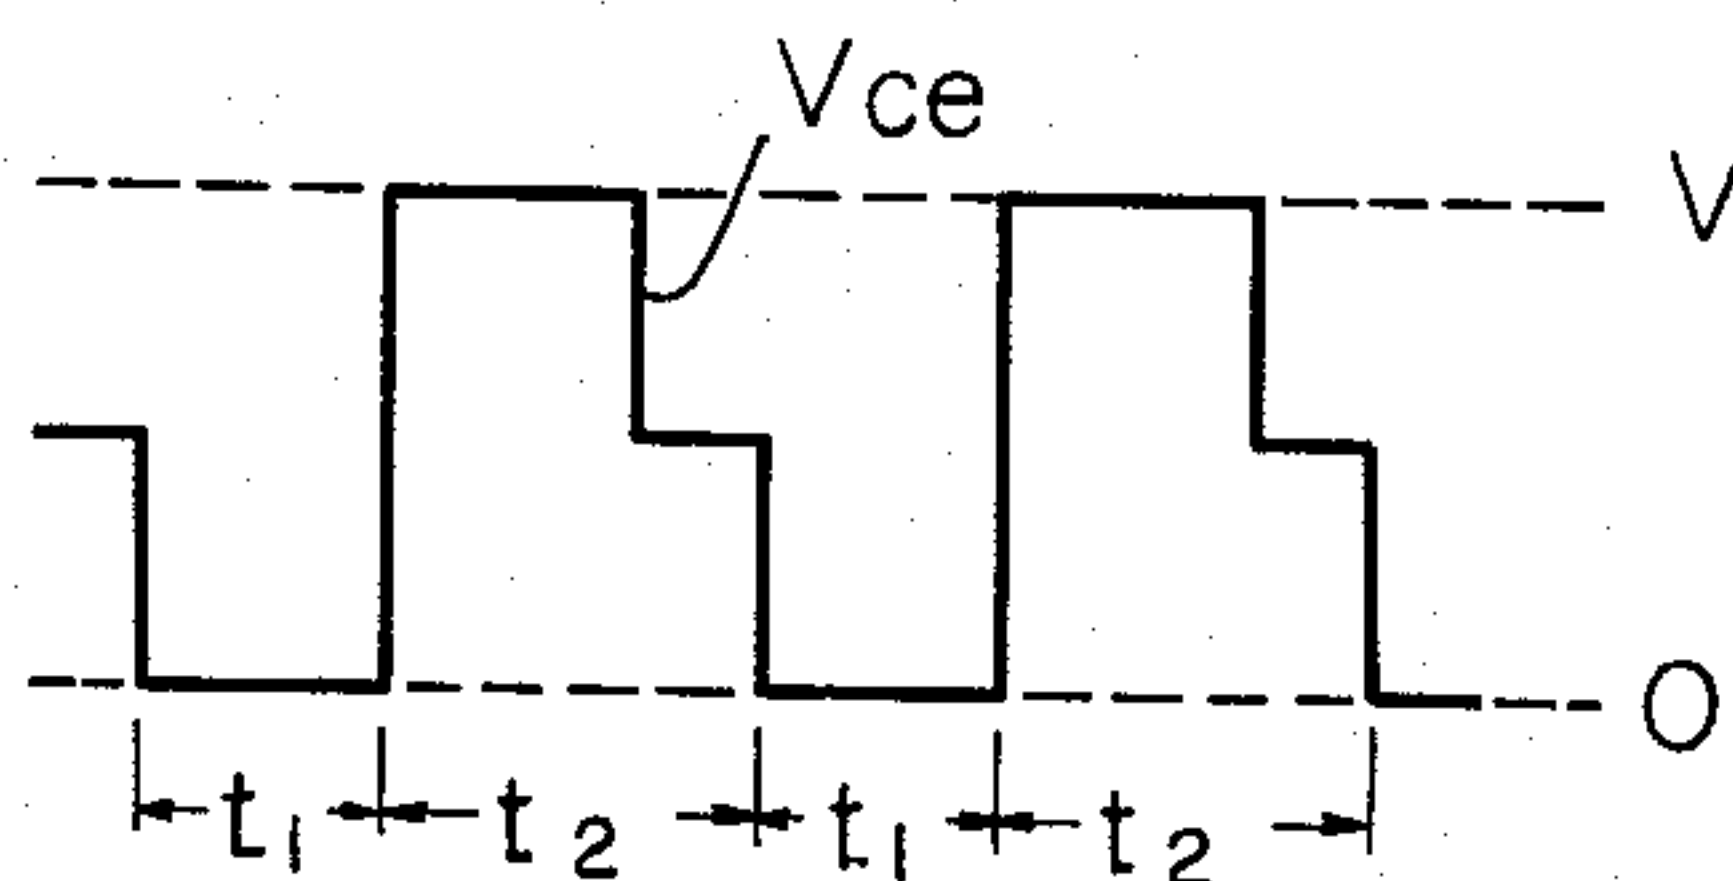 Vce
V
O
t₁ t₂ t₁ t₂